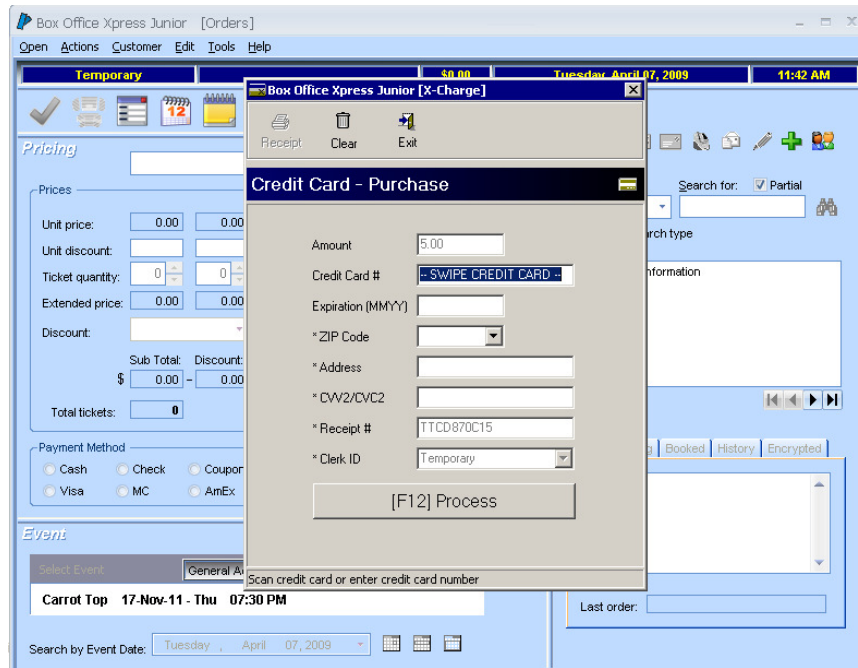 Box Office Xpress Junior [Orders]
Open Actions Customer Edit Tools Help
Temporary $0.00 Tuesday, April 07, 2009 11:42 AM
Box Office Xpress Junior [X-Charge]
12
Receipt Clear Exit
Pricing
Credit Card - Purchase
Prices
Search for: Partial
Unit price: 0.00 0.00
rch type
Unit discount:
Amount 5.00
Ticket quantity: 0 0
Credit Card # -- SWIPE CREDIT CARD --
nformation
Extended price: 0.00 0.00
Expiration (MMYY)
Discount:
* ZIP Code
Sub Total: Discount:
* Address
$ 0.00 - 0.00
* CVV2/CVC2
Total tickets: 0
* Receipt # TTCD870C15
Payment Method
g Booked History Encrypted
* Clerk ID Temporary
Cash Check Coupon
Visa MC AmEx
[F12] Process
Event
Select Event General A
Scan credit card or enter credit card number
Carrot Top 17-Nov-11 - Thu 07:30 PM
Last order:
Search by Event Date: Tuesday , April 07, 2009